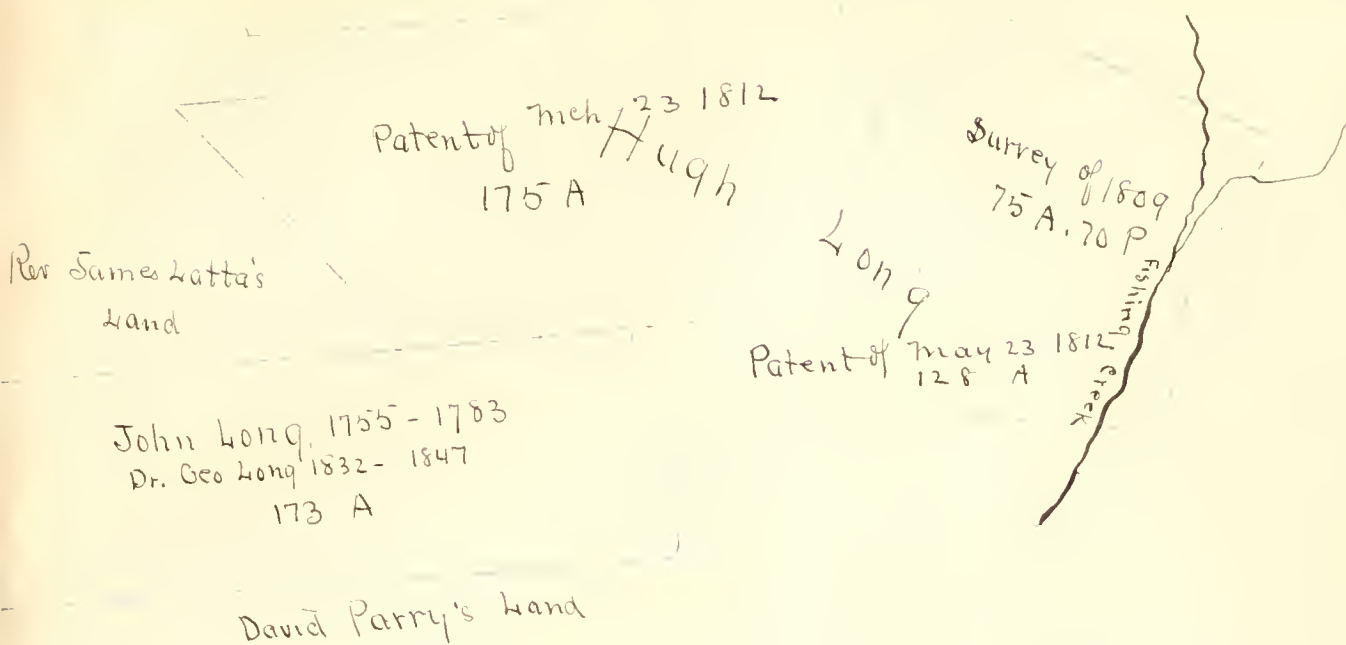 Patent of Mch 23 1812
175 A
Hugh
Long
Survey of 1809
75 A. 70 P
Fishing Creek
Rev James Latta's
Land
Patent of May 23 1812
128 A
John Long, 1755 - 1783
Dr. Geo Long 1832 - 1847
173 A
David Parry's Land